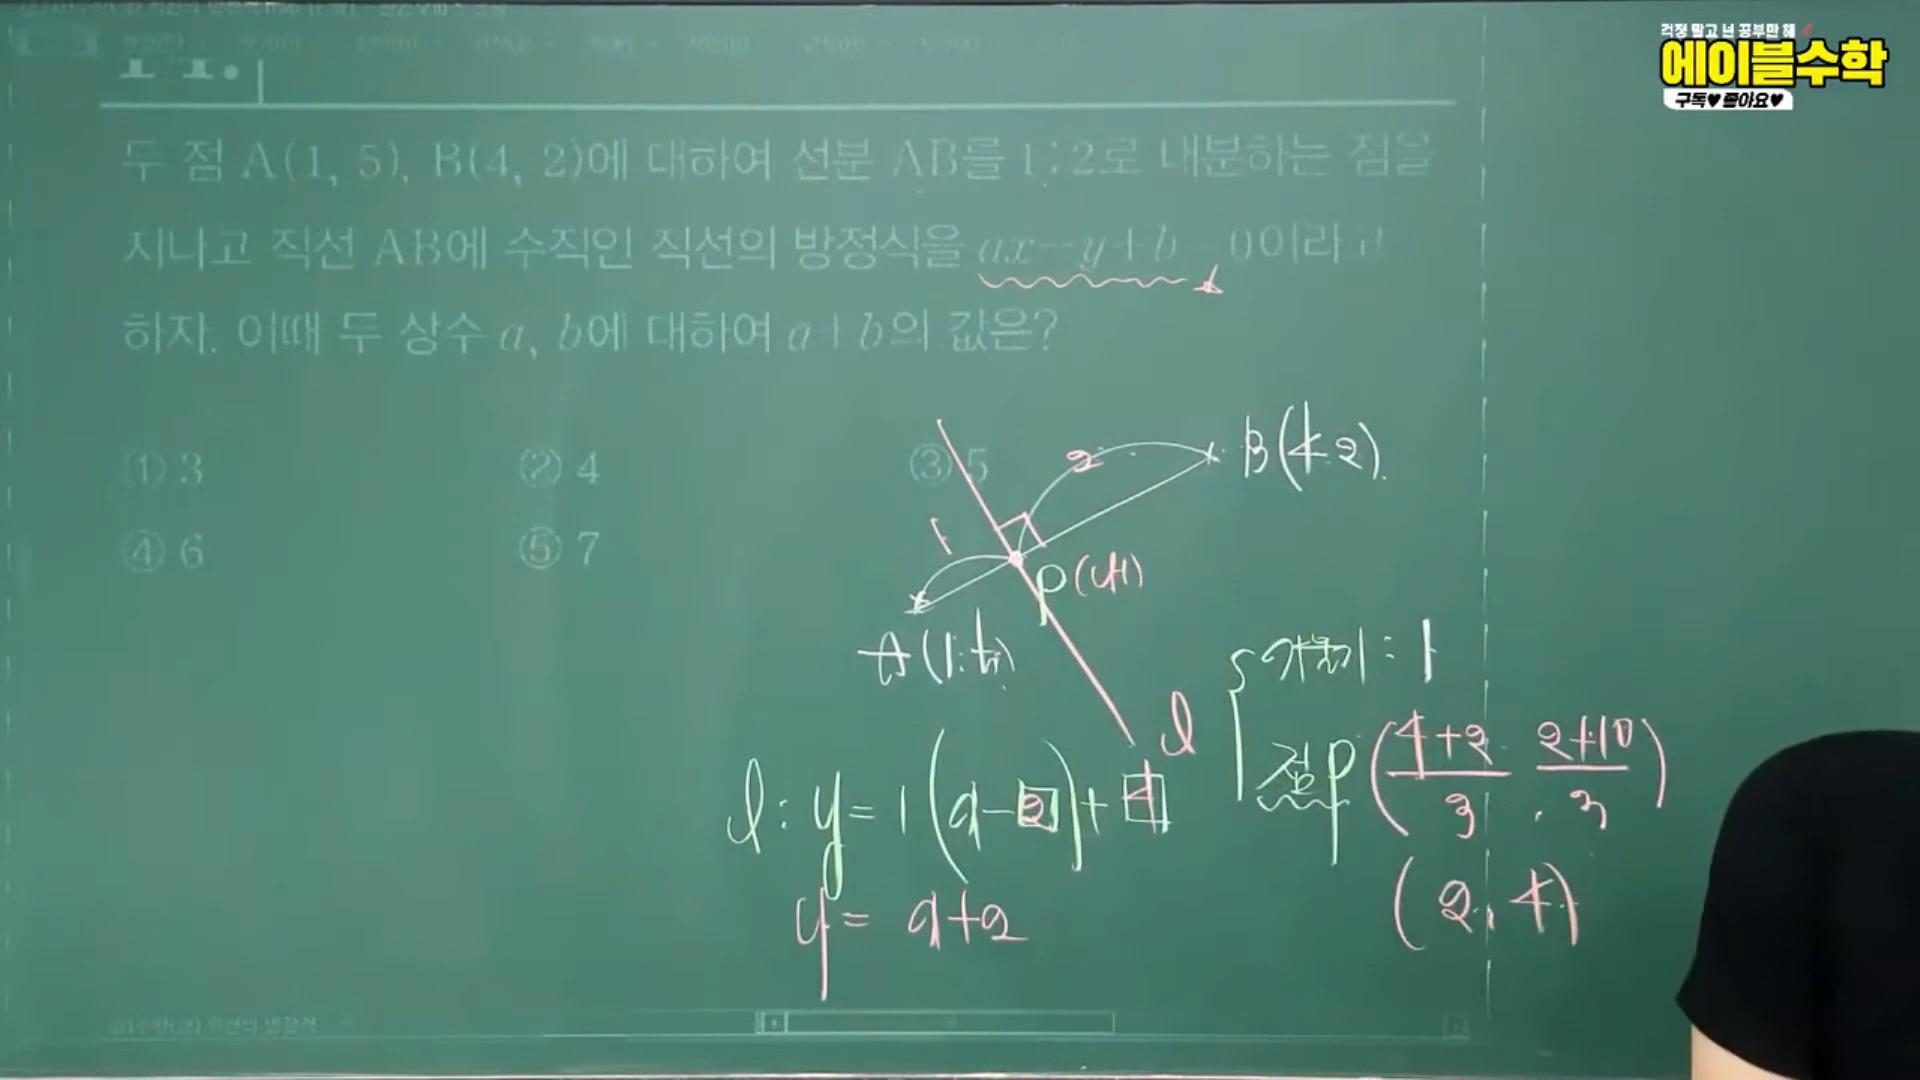 걱정 말고 넌 공부만 해
에이블수학
구독♥ 좋아요♥
11.
두 점 A(1, 5), B(4, 2)에 대하여 선분 AB를 1:2로 내분하는 점을
지나고 직선 AB에 수직인 직선의 방정식을 ax-y+b=0이라고
하자. 이때 두 상수 a, b에 대하여 a+b의 값은?
① 3 ② 4 ③ 5
④ 6 ⑤ 7
2
B(4, 2)
1
P(2,4)
A(1, 5)
l
기울기 : 1
점P (4+2/3, 2+10/3)
l : y = 1(x-2)+4
(2, 4)
y = x+2